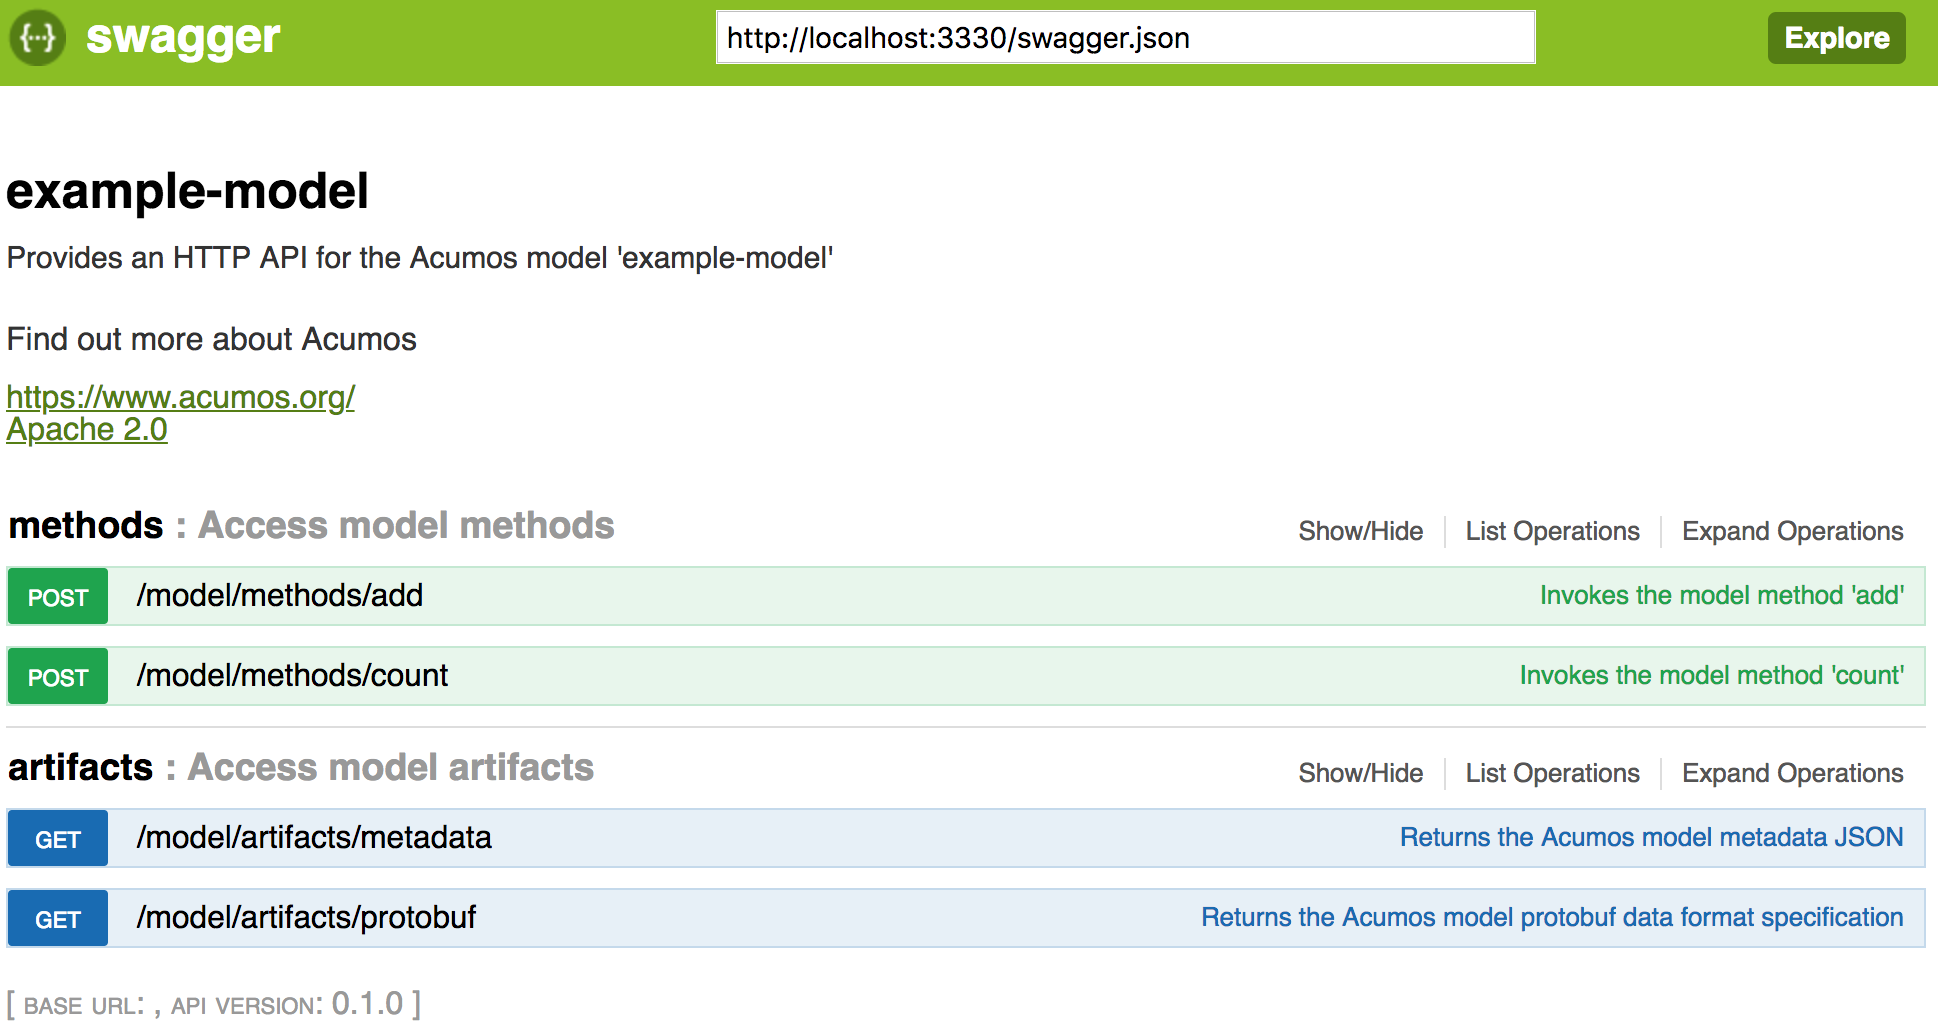 {···} swagger http://localhost:3330/swagger.json Explore
example-model
Provides an HTTP API for the Acumos model 'example-model'
Find out more about Acumos
https://www.acumos.org/
Apache 2.0
methods : Access model methods Show/Hide List Operations Expand Operations
POST /model/methods/add Invokes the model method 'add'
POST /model/methods/count Invokes the model method 'count'
artifacts : Access model artifacts Show/Hide List Operations Expand Operations
GET /model/artifacts/metadata Returns the Acumos model metadata JSON
GET /model/artifacts/protobuf Returns the Acumos model protobuf data format specification
[ BASE URL: , API VERSION: 0.1.0 ]